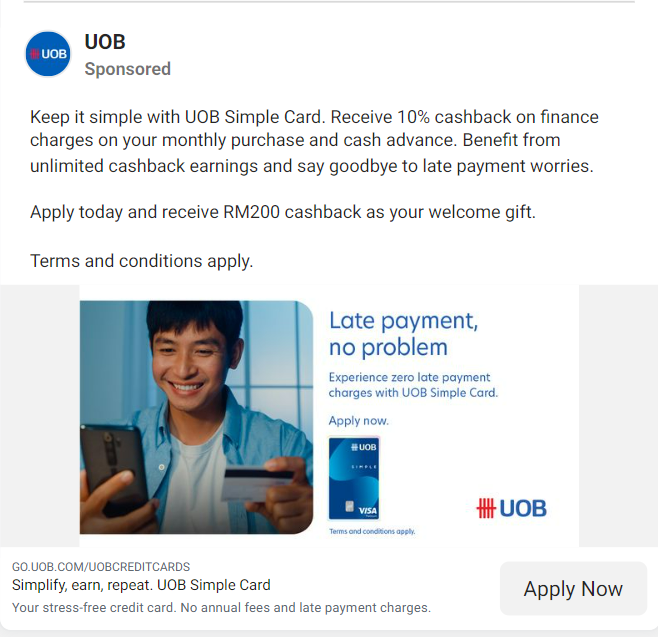 UOB
UOB
Sponsored
Keep it simple with UOB Simple Card. Receive 10% cashback on finance
charges on your monthly purchase and cash advance. Benefit from
unlimited cashback earnings and say goodbye to late payment worries.
Apply today and receive RM200 cashback as your welcome gift.
Terms and conditions apply.
Late payment,
no problem
Experience zero late payment
charges with UOB Simple Card.
Apply now.
UOB
SIMPLE
VISA
UOB
Terms and conditions apply.
GO.UOB.COM/UOBCREDITCARDS
Simplify, earn, repeat. UOB Simple Card
Your stress-free credit card. No annual fees and late payment charges.
Apply Now